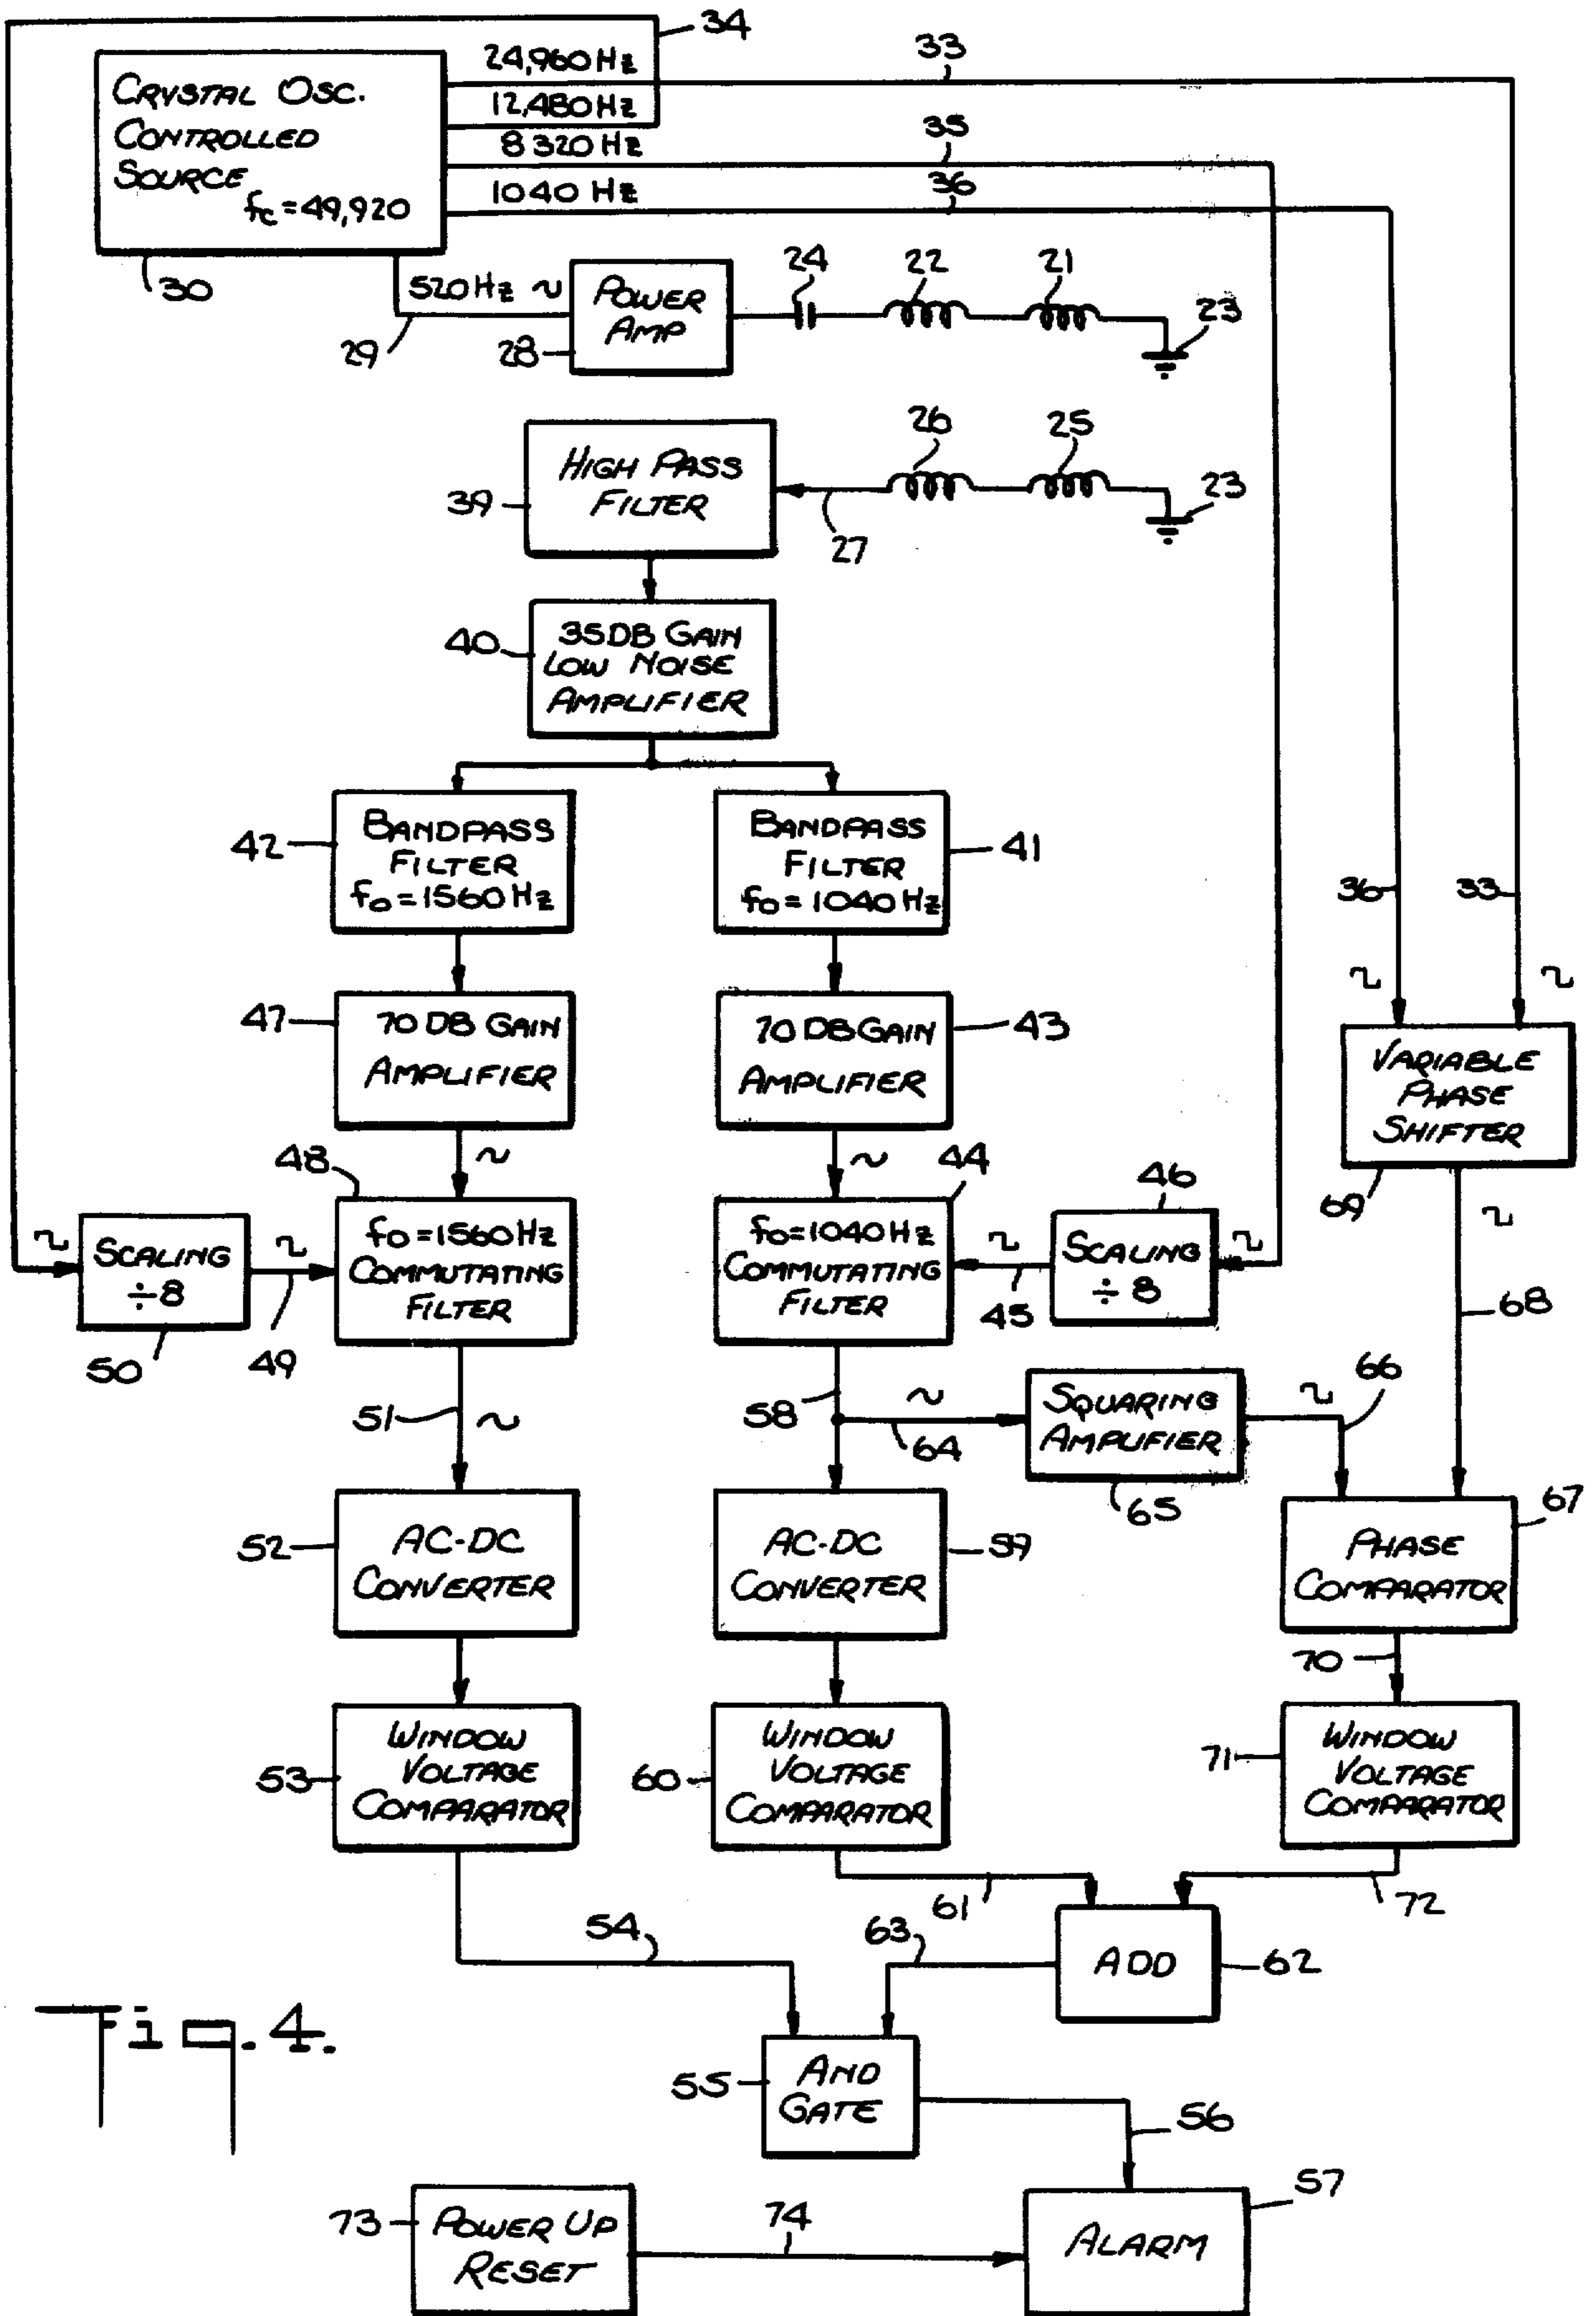 34
24,960 Hz
33
CRYSTAL OSC.
CONTROLLED
SOURCE
fc = 49,920
12,480 Hz
8320 Hz
35
1040 Hz
36
30
520 Hz
29
POWER
AMP
28
24
22
21
23
HIGH PASS
FILTER
39
26
25
27
23
35DB GAIN
LOW NOISE
AMPLIFIER
40
42
BANDPASS
FILTER
fo = 1560 Hz
BANDPASS
FILTER
fo = 1040 Hz
41
36
33
47
70 DB GAIN
AMPLIFIER
70 DB GAIN
AMPLIFIER
43
VARIABLE
PHASE
SHIFTER
69
48
44
46
SCALING
÷8
50
49
fo = 1560 Hz
COMMUTATING
FILTER
fo = 1040 Hz
COMMUTATING
FILTER
45
SCALING
÷ 8
68
51
58
64
SQUARING
AMPLIFIER
65
66
52
AC-DC
CONVERTER
AC-DC
CONVERTER
59
PHASE
COMPARATOR
67
70
53
WINDOW
VOLTAGE
COMPARATOR
60
WINDOW
VOLTAGE
COMPARATOR
71
WINDOW
VOLTAGE
COMPARATOR
61
72
54
63
ADD
62
Fig. 4.
55
AND
GATE
56
73
POWER UP
RESET
74
ALARM
57